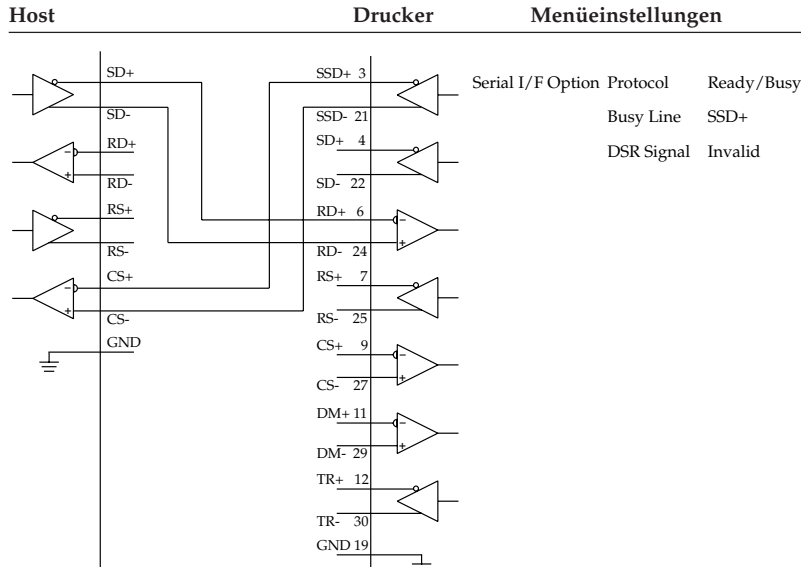 Host Drucker Menüeinstellungen
SD+ SSD+ 3 Serial I/F Option Protocol Ready/Busy
SD- SSD- 21 Busy Line SSD+
RD+ SD+ 4 DSR Signal Invalid
RD- SD- 22
RS+ RD+ 6
RS- RD- 24
CS+ RS+ 7
CS- RS- 25
GND CS+ 9
CS- 27
DM+ 11
DM- 29
TR+ 12
TR- 30
GND 19